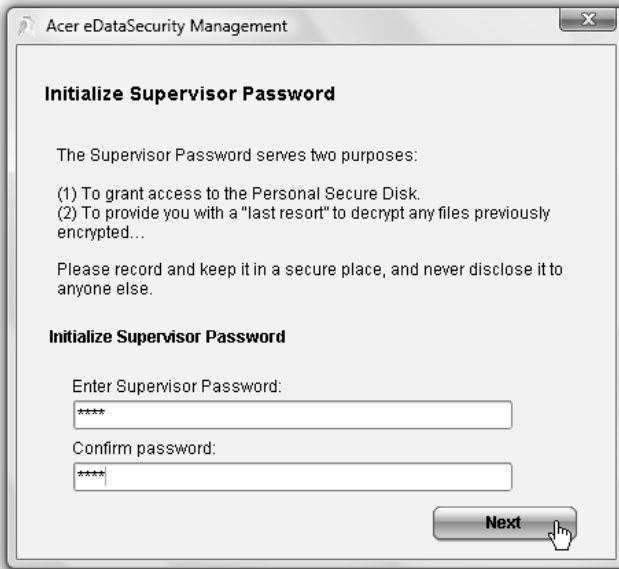 Acer eDataSecurity Management
Initialize Supervisor Password
The Supervisor Password serves two purposes:
(1) To grant access to the Personal Secure Disk.
(2) To provide you with a "last resort" to decrypt any files previously
encrypted...
Please record and keep it in a secure place, and never disclose it to
anyone else.
Initialize Supervisor Password
Enter Supervisor Password:
****
Confirm password:
****
Next